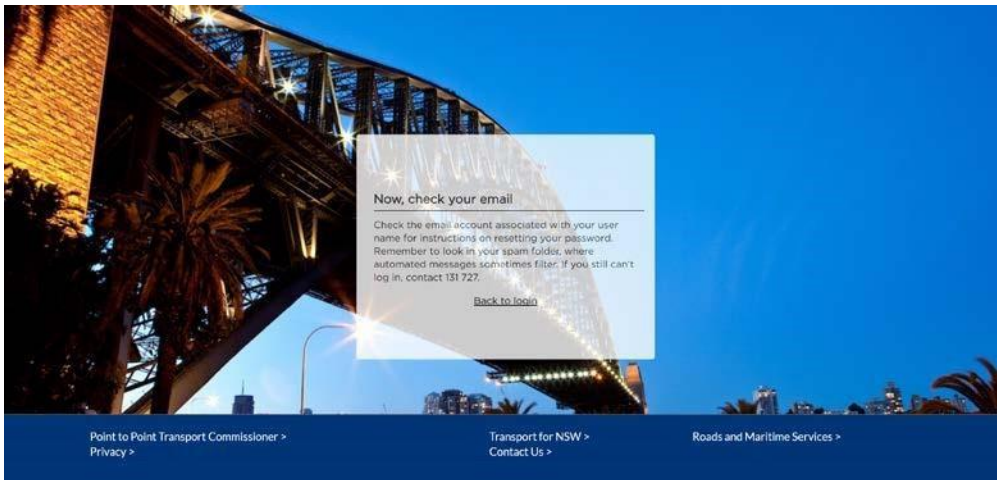 Now, check your email
Check the email account associated with your user
name for instructions on resetting your password.
Remember to look in your spam folder, where
automated messages sometimes filter. If you still can't
log in, contact 131 727.
Back to login
Point to Point Transport Commissioner >
Privacy >
Transport for NSW >
Contact Us >
Roads and Maritime Services >